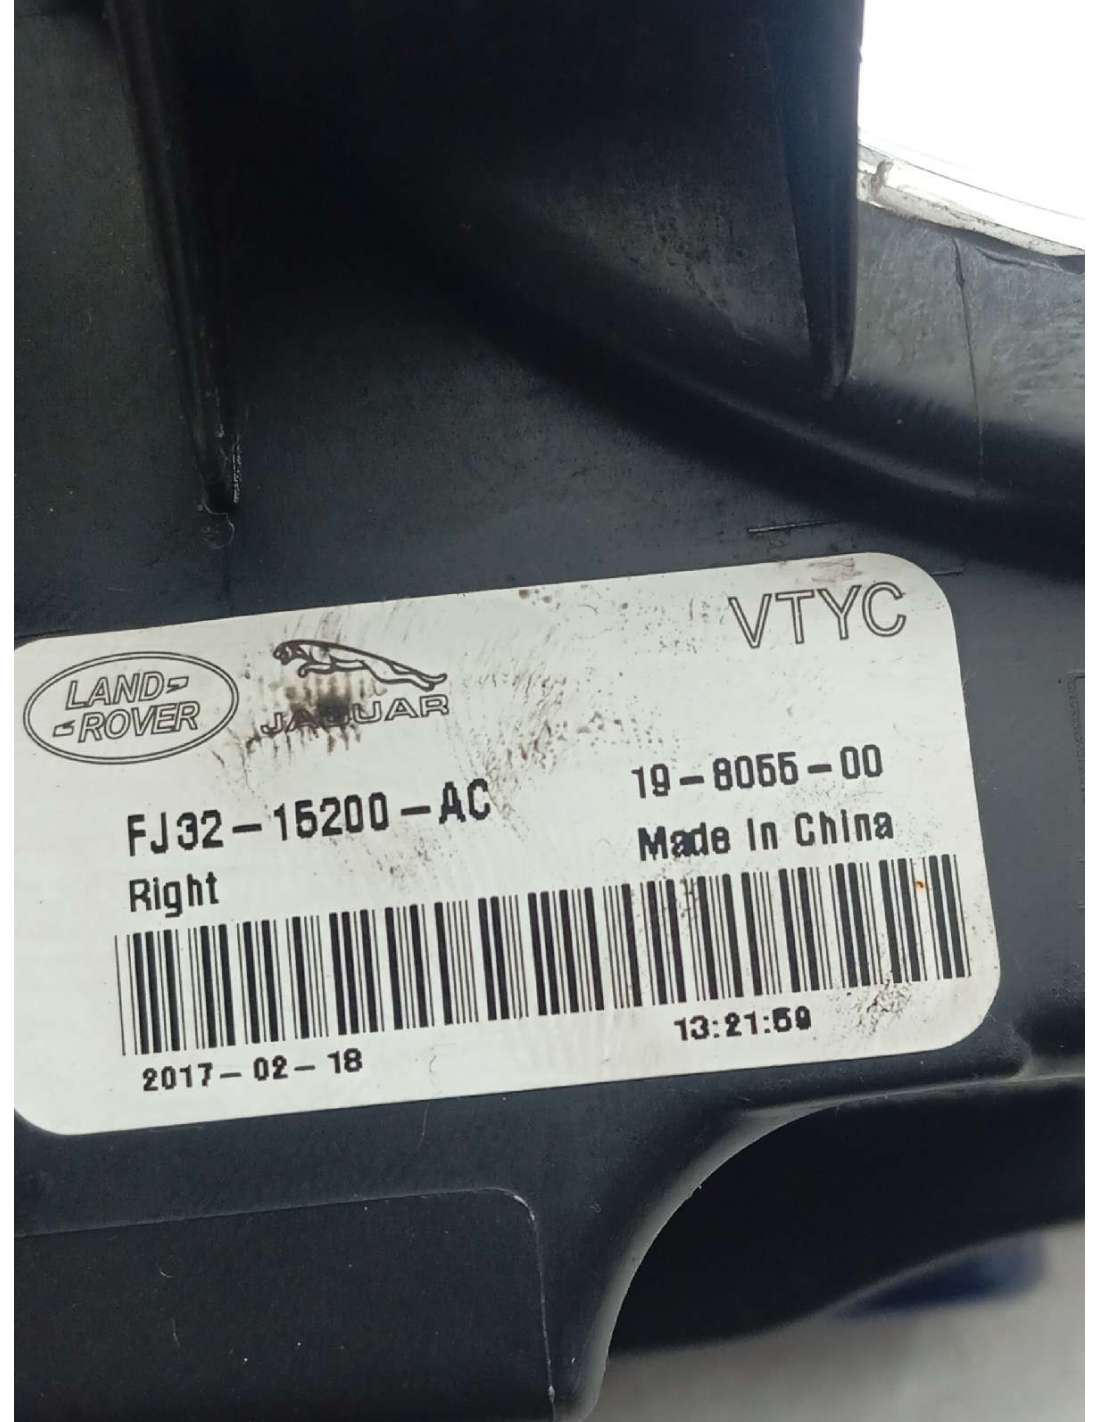 LAND-
-ROVER
JAGUAR
VTYC
FJ32-15200-AC
19-8055-00
Right
Made In China
2017-02-18
13:21:59